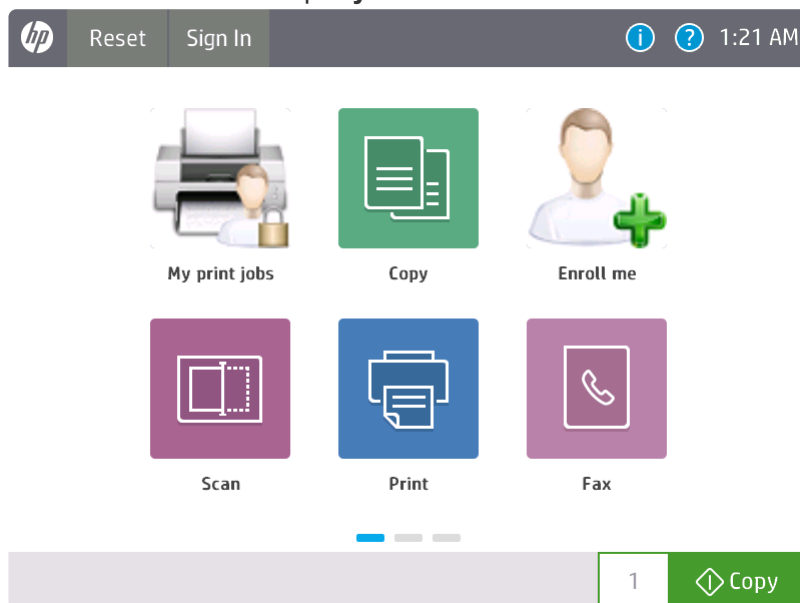 hp Reset Sign In i ? 1:21 AM
My print jobs Copy Enroll me
Scan Print Fax
1 Copy